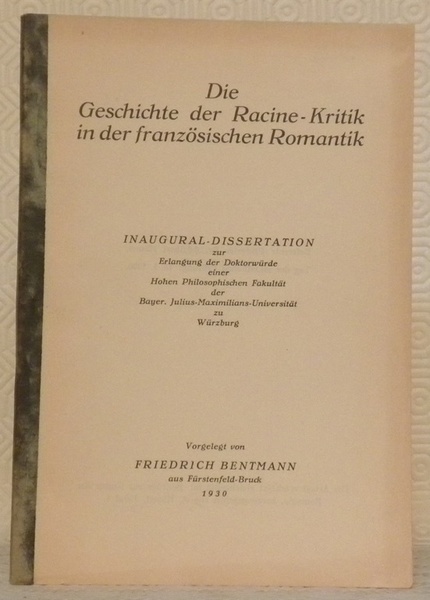 Die
Geschichte der Racine-Kritik
in der französischen Romantik
INAUGURAL-DISSERTATION
zur
Erlangung der Doktorwürde
einer
Hohen Philosophischen Fakultät
der
Bayer. Julius-Maximilians-Universität
zu
Würzburg
Vorgelegt von
FRIEDRICH BENTMANN
aus Fürstenfeld-Bruck
1930